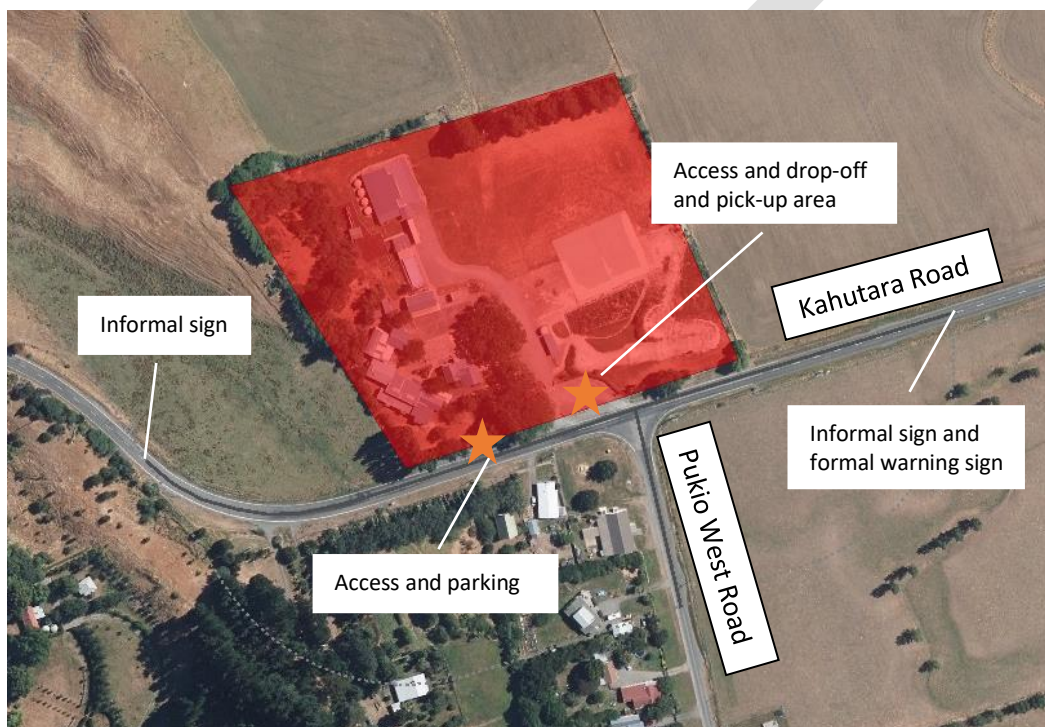 Access and drop-off
and pick-up area
Kahutara Road
Informal sign
Informal sign and
formal warning sign
Pukio West Road
Access and parking